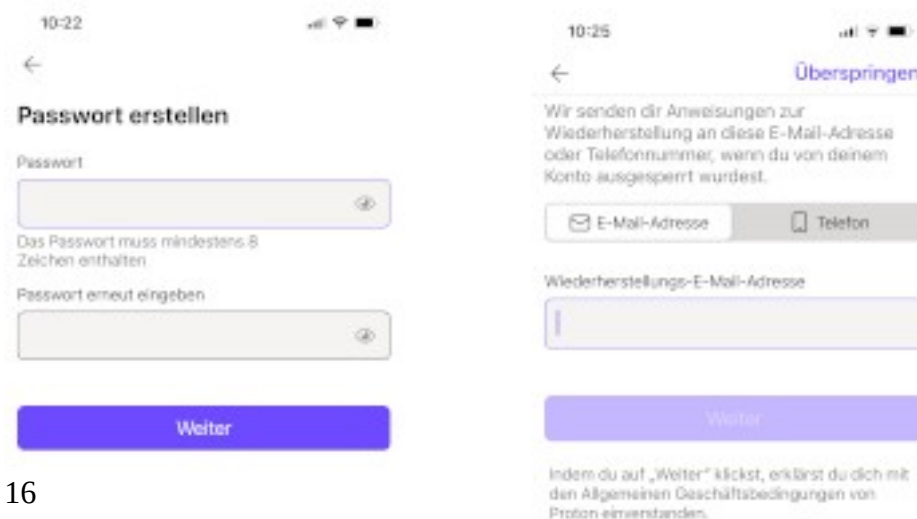 10:22
←
Passwort erstellen
Passwort
Das Passwort muss mindestens 8
Zeichen enthalten
Passwort erneut eingeben
Weiter
16
10:25
←
Überspringen
Wir senden dir Anweisungen zur
Wiederherstellung an diese E-Mail-Adresse
oder Telefonnummer, wenn du von deinem
Konto ausgesperrt wurdest.
E-Mail-Adresse
Telefon
Wiederherstellungs-E-Mail-Adresse
Weiter
Indem du auf „Weiter“ klickst, erklärst du dich mit
den Allgemeinen Geschäftsbedingungen von
Proton einverstanden.